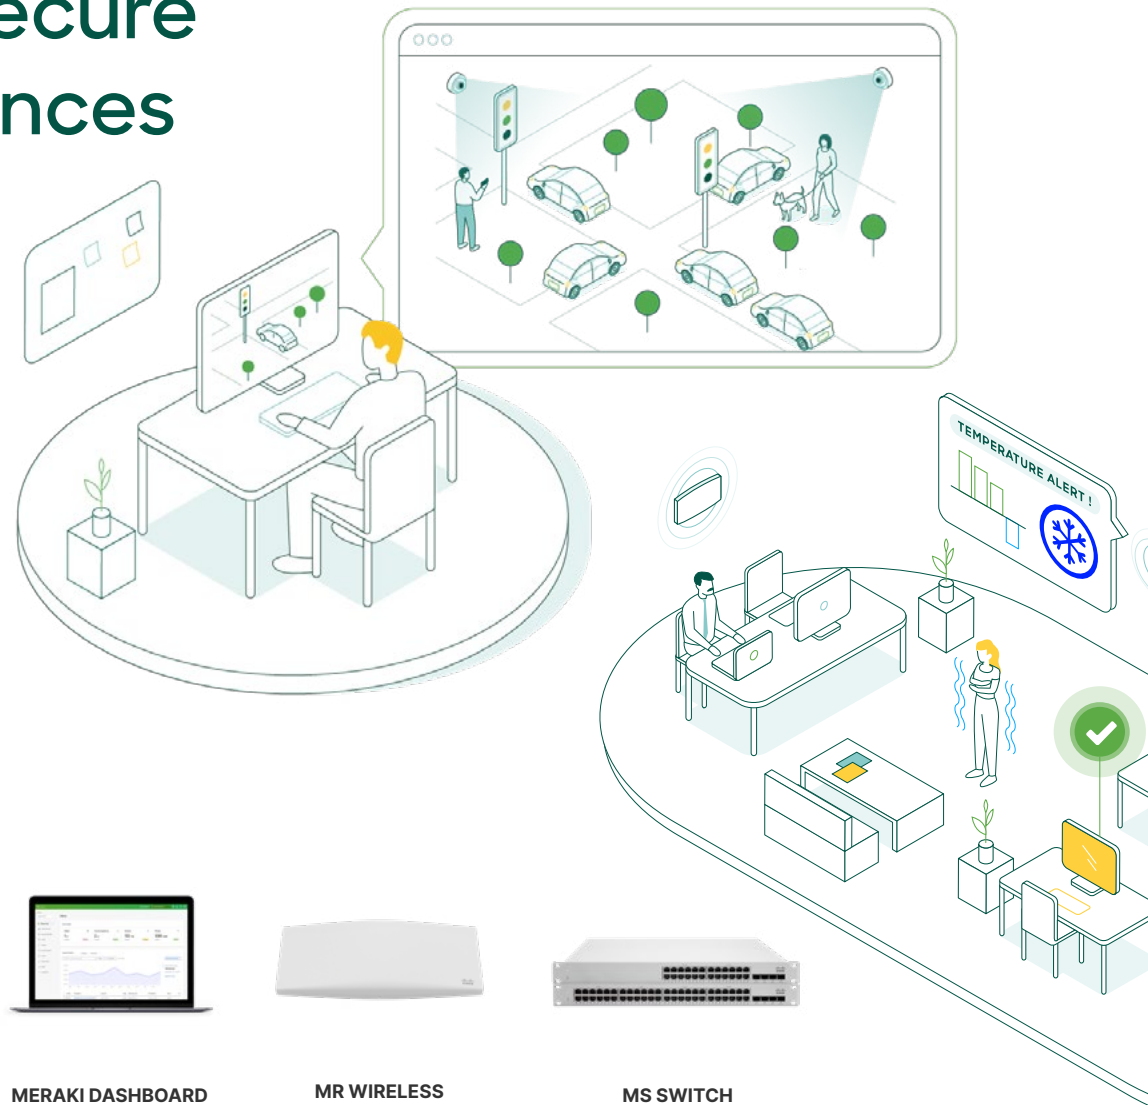 ecure
nces
TEMPERATURE ALERT !
MERAKI DASHBOARD
MR WIRELESS
MS SWITCH